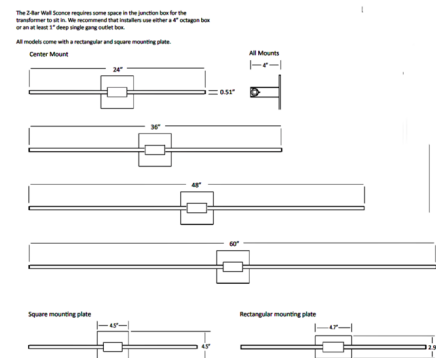 The Z-Bar Wall Sconce requires some space in the junction box for the
transformer to sit in. We recommend that installers use either a 4" octagon box
or an at least 1" deep single gang outlet box.
All models come with a rectangular and square mounting plate.
Center Mount
All Mounts
24"
4"
0.51"
36"
48"
60"
Square mounting plate
Rectangular mounting plate
4.5"
4.7"
4.5"
2.9